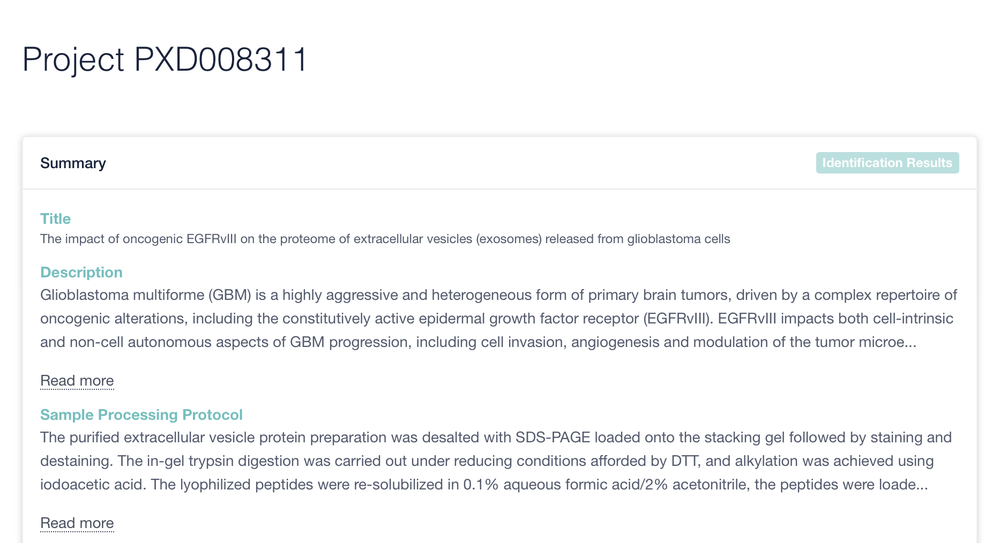 Project PXD008311
Summary
Identification Results
Title
The impact of oncogenic EGFRvIII on the proteome of extracellular vesicles (exosomes) released from glioblastoma cells
Description
Glioblastoma multiforme (GBM) is a highly aggressive and heterogeneous form of primary brain tumors, driven by a complex repertoire of
oncogenic alterations, including the constitutively active epidermal growth factor receptor (EGFRvIII). EGFRvIII impacts both cell-intrinsic
and non-cell autonomous aspects of GBM progression, including cell invasion, angiogenesis and modulation of the tumor microe...
Read more
Sample Processing Protocol
The purified extracellular vesicle protein preparation was desalted with SDS-PAGE loaded onto the stacking gel followed by staining and
destaining. The in-gel trypsin digestion was carried out under reducing conditions afforded by DTT, and alkylation was achieved using
iodoacetic acid. The lyophilized peptides were re-solubilized in 0.1% aqueous formic acid/2% acetonitrile, the peptides were loade...
Read more